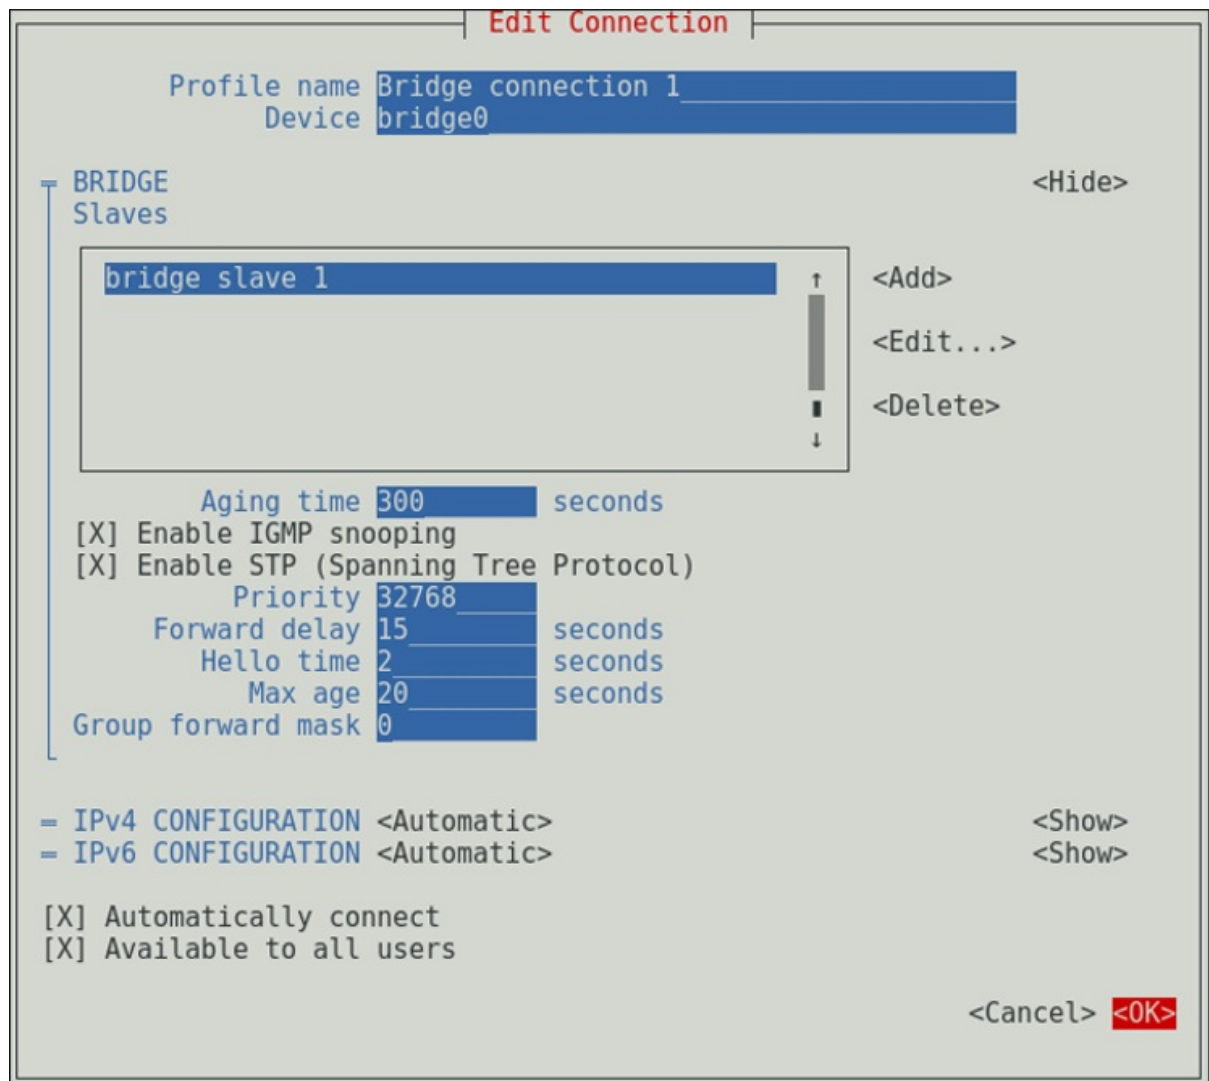 Edit Connection
Profile name Bridge connection 1
Device bridge0
BRIDGE <Hide>
Slaves
bridge slave 1 ↑ <Add>
<Edit...>
<Delete>
↓
Aging time 300 seconds
[X] Enable IGMP snooping
[X] Enable STP (Spanning Tree Protocol)
Priority 32768
Forward delay 15 seconds
Hello time 2 seconds
Max age 20 seconds
Group forward mask 0
= IPv4 CONFIGURATION <Automatic> <Show>
= IPv6 CONFIGURATION <Automatic> <Show>
[X] Automatically connect
[X] Available to all users
<Cancel> <OK>